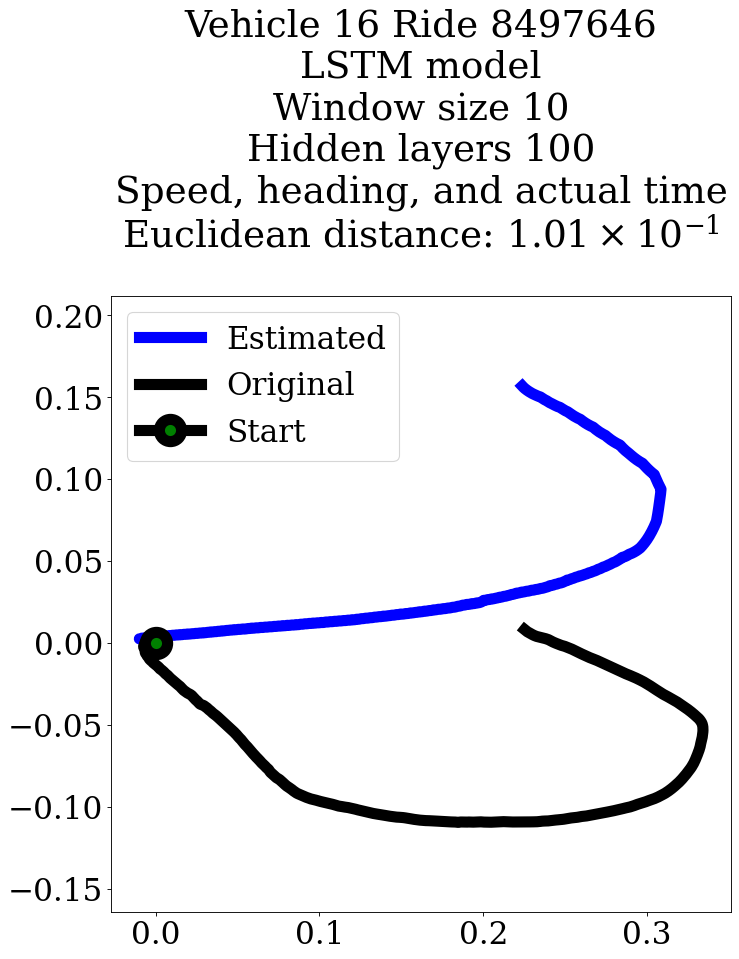 Vehicle 16 Ride 8497646
LSTM model
Window size 10
Hidden layers 100
Speed, heading, and actual time
Euclidean distance: 1.01 × 10⁻¹
Estimated
Original
Start
0.20
0.15
0.10
0.05
0.00
−0.05
−0.10
−0.15
0.0 0.1 0.2 0.3